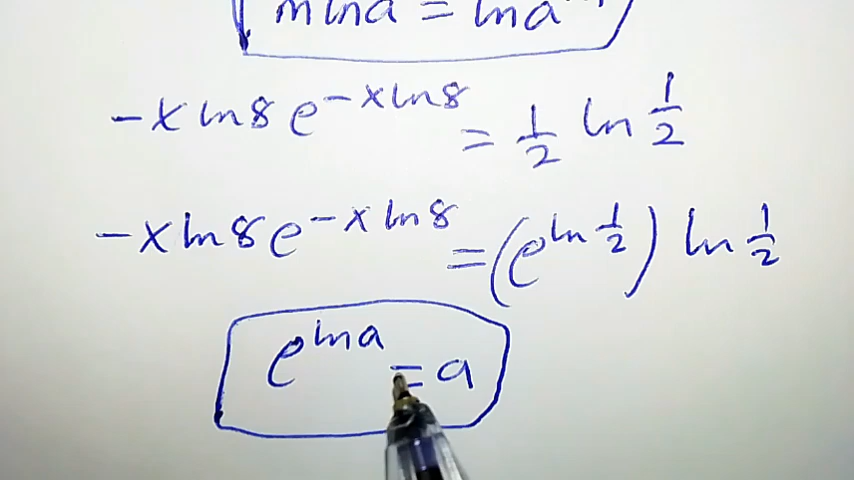 m ln a = ln a
-x ln 8 e^{-x ln 8} = 1/2 ln 1/2
-x ln 8 e^{-x ln 8} = (e^{ln 1/2}) ln 1/2
e^{ln a} = a